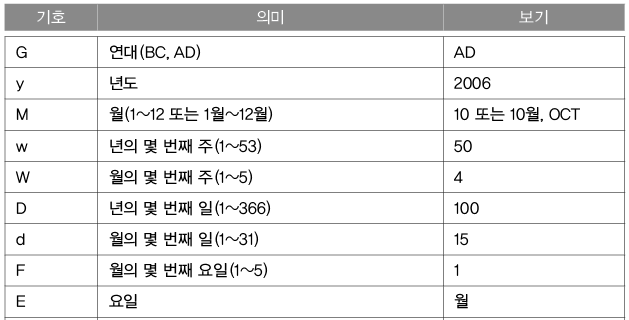 기호 의미 보기
G 연대(BC, AD) AD
y 년도 2006
M 월(1~12 또는 1월~12월) 10 또는 10월, OCT
w 년의 몇 번째 주(1~53) 50
W 월의 몇 번째 주(1~5) 4
D 년의 몇 번째 일(1~366) 100
d 월의 몇 번째 일(1~31) 15
F 월의 몇 번째 요일(1~5) 1
E 요일 월